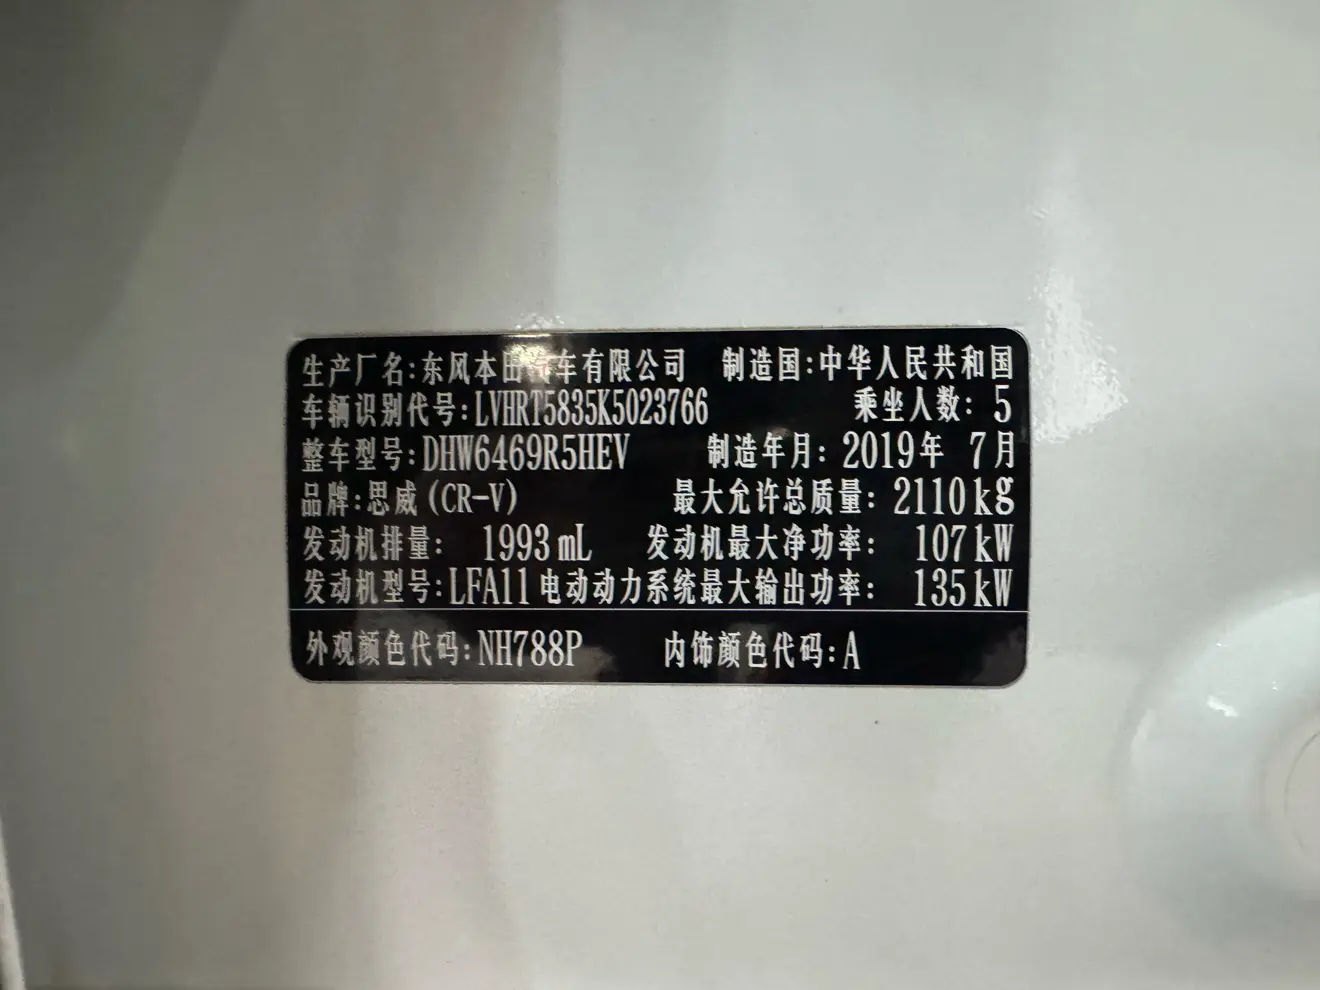 生产厂名:东风本田汽车有限公司 制造国:中华人民共和国
车辆识别代号:LVHRT5835K5023766 乘坐人数: 5
整车型号:DHW6469R5HEV 制造年月: 2019年 7月
品牌:思威(CR-V) 最大允许总质量: 2110kg
发动机排量: 1993mL 发动机最大净功率: 107kW
发动机型号:LFA11 电动动力系统最大输出功率: 135kW
外观颜色代码:NH788P 内饰颜色代码:A